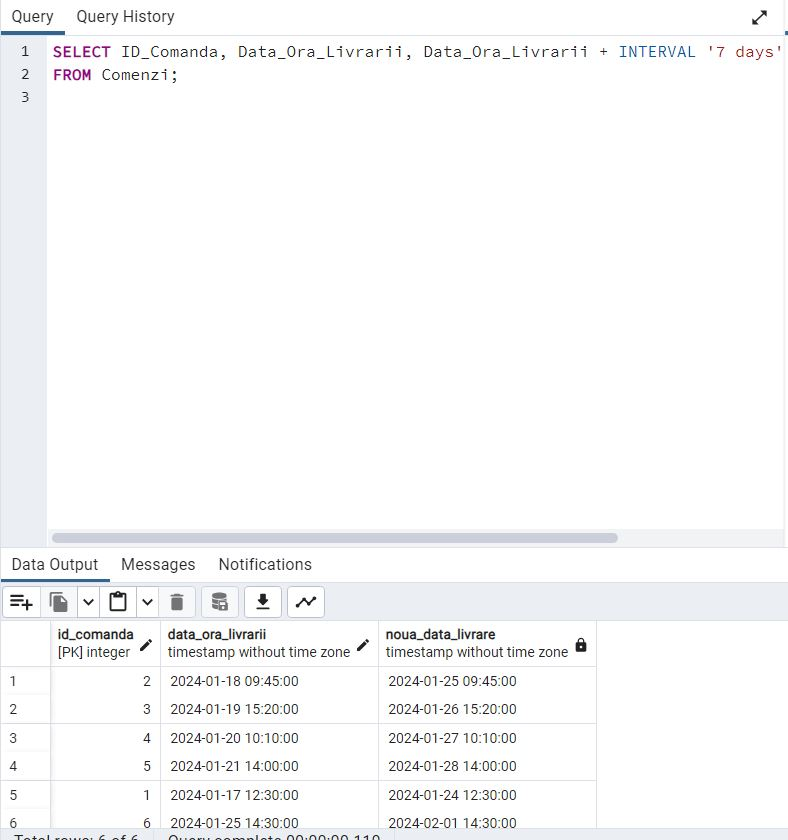 Query Query History
1 SELECT ID_Comanda, Data_Ora_Livrarii, Data_Ora_Livrarii + INTERVAL '7 days'
2 FROM Comenzi;
3
Data Output Messages Notifications
id_comanda data_ora_livrarii noua_data_livrare
[PK] integer timestamp without time zone timestamp without time zone
1 2 2024-01-18 09:45:00 2024-01-25 09:45:00
2 3 2024-01-19 15:20:00 2024-01-26 15:20:00
3 4 2024-01-20 10:10:00 2024-01-27 10:10:00
4 5 2024-01-21 14:00:00 2024-01-28 14:00:00
5 1 2024-01-17 12:30:00 2024-01-24 12:30:00
6 6 2024-01-25 14:30:00 2024-02-01 14:30:00
Total rows: 6 of 6 Query complete 00:00:00.110